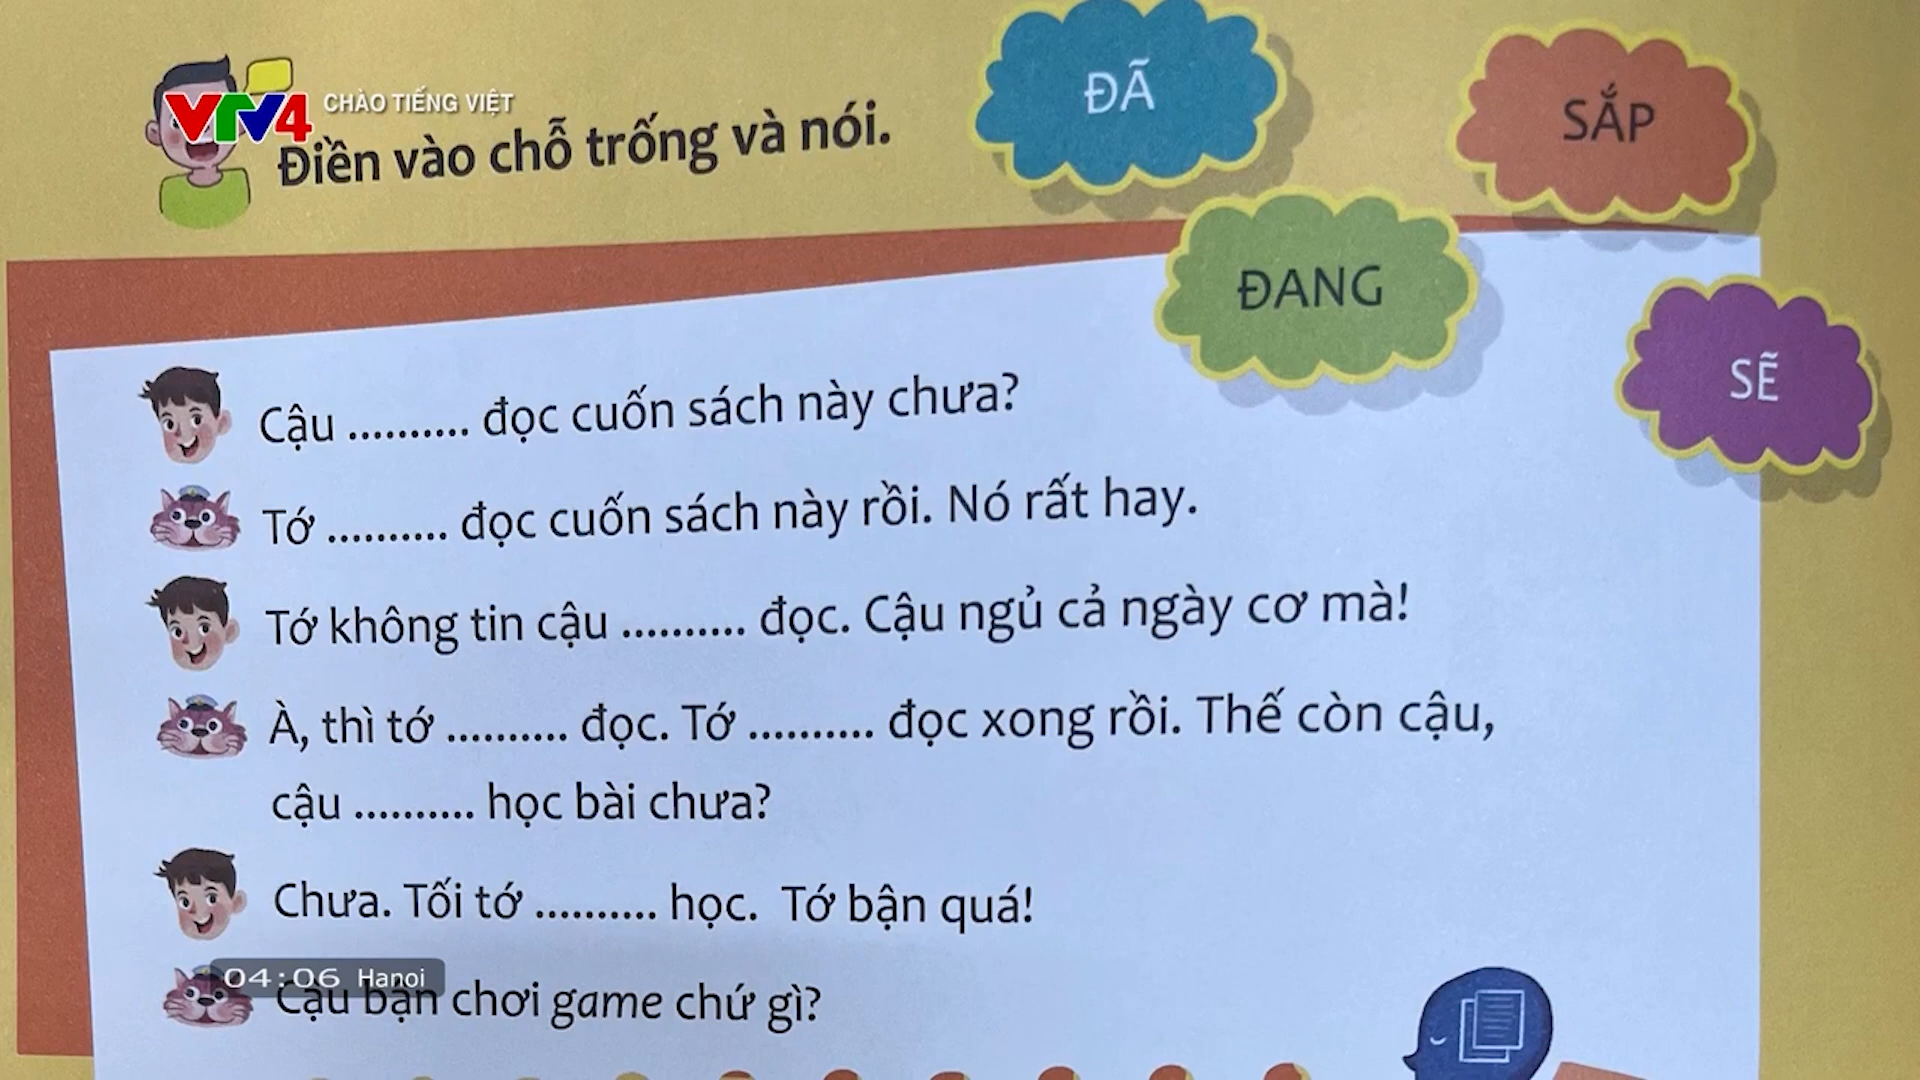 VTV4 CHÀO TIẾNG VIỆT
Điền vào chỗ trống và nói.
ĐÃ
SẮP
ĐANG
SẼ
Cậu .......... đọc cuốn sách này chưa?
Tớ .......... đọc cuốn sách này rồi. Nó rất hay.
Tớ không tin cậu .......... đọc. Cậu ngủ cả ngày cơ mà!
À, thì tớ .......... đọc. Tớ .......... đọc xong rồi. Thế còn cậu,
cậu .......... học bài chưa?
Chưa. Tối tớ .......... học. Tớ bận quá!
04:06 Hanoi
Cậu bận chơi game chứ gì?